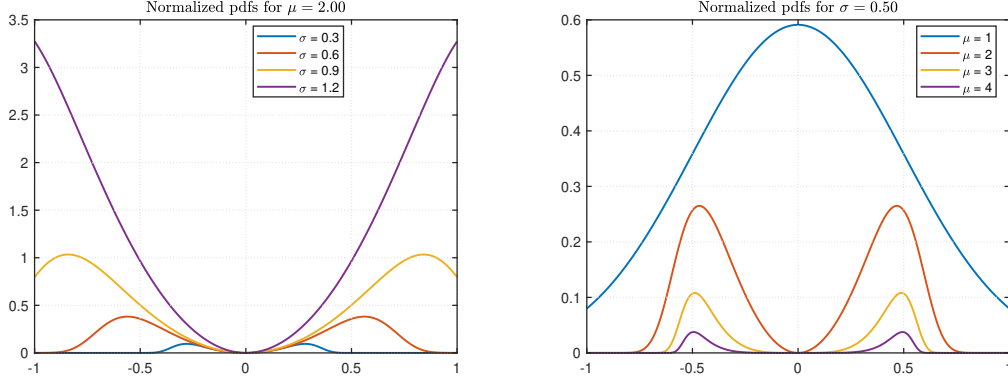 Normalized pdfs for μ = 2.00
3.5
3
2.5
2
1.5
1
0.5
0
-1
-0.5
0
0.5
1
σ = 0.3
σ = 0.6
σ = 0.9
σ = 1.2
Normalized pdfs for σ = 0.50
0.6
0.5
0.4
0.3
0.2
0.1
0
-1
-0.5
0
0.5
1
μ = 1
μ = 2
μ = 3
μ = 4